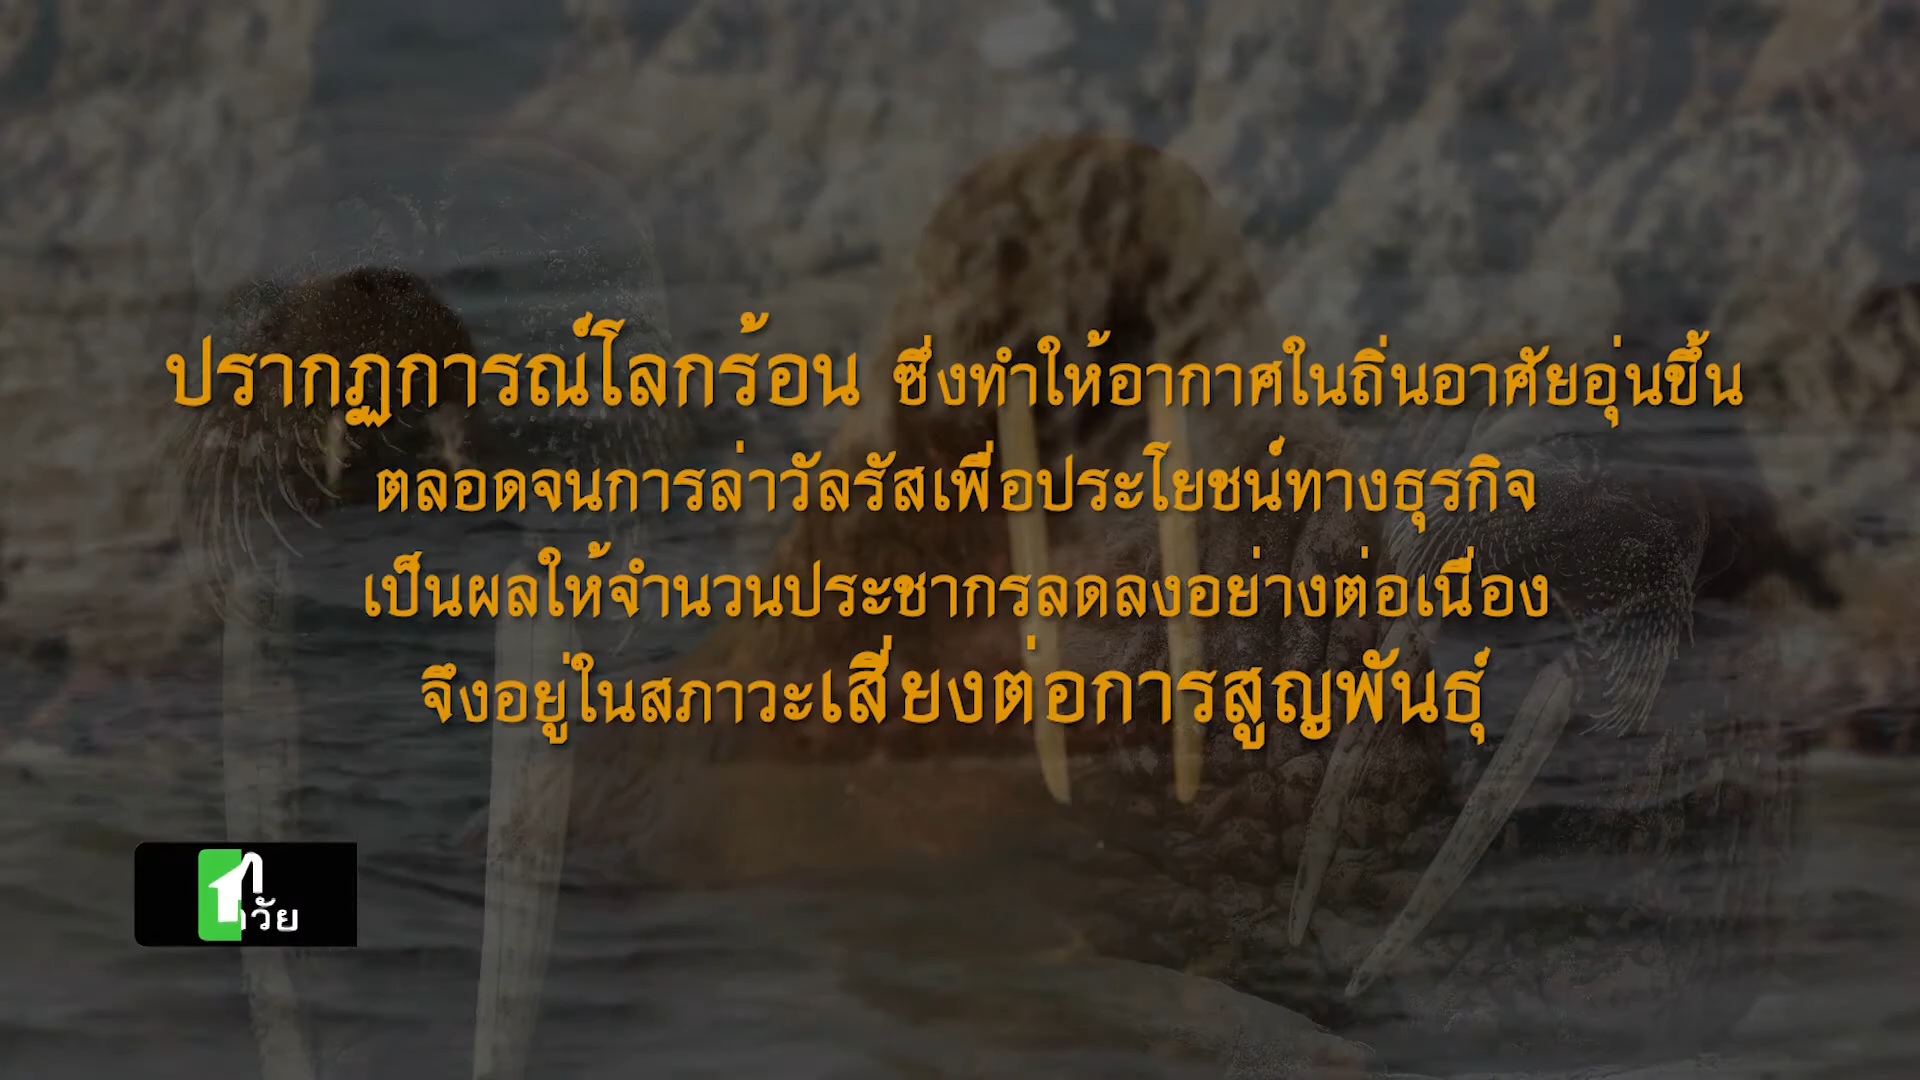 ปรากฏการณ์โลกร้อน ซึ่งทำให้อากาศในถิ่นอาศัยอุ่นขึ้น
ตลอดจนการล่าวัลรัสเพื่อประโยชน์ทางธุรกิจ
เป็นผลให้จำนวนประชากรลดลงอย่างต่อเนื่อง
จึงอยู่ในสภาวะเสี่ยงต่อการสูญพันธุ์
ท
วัย